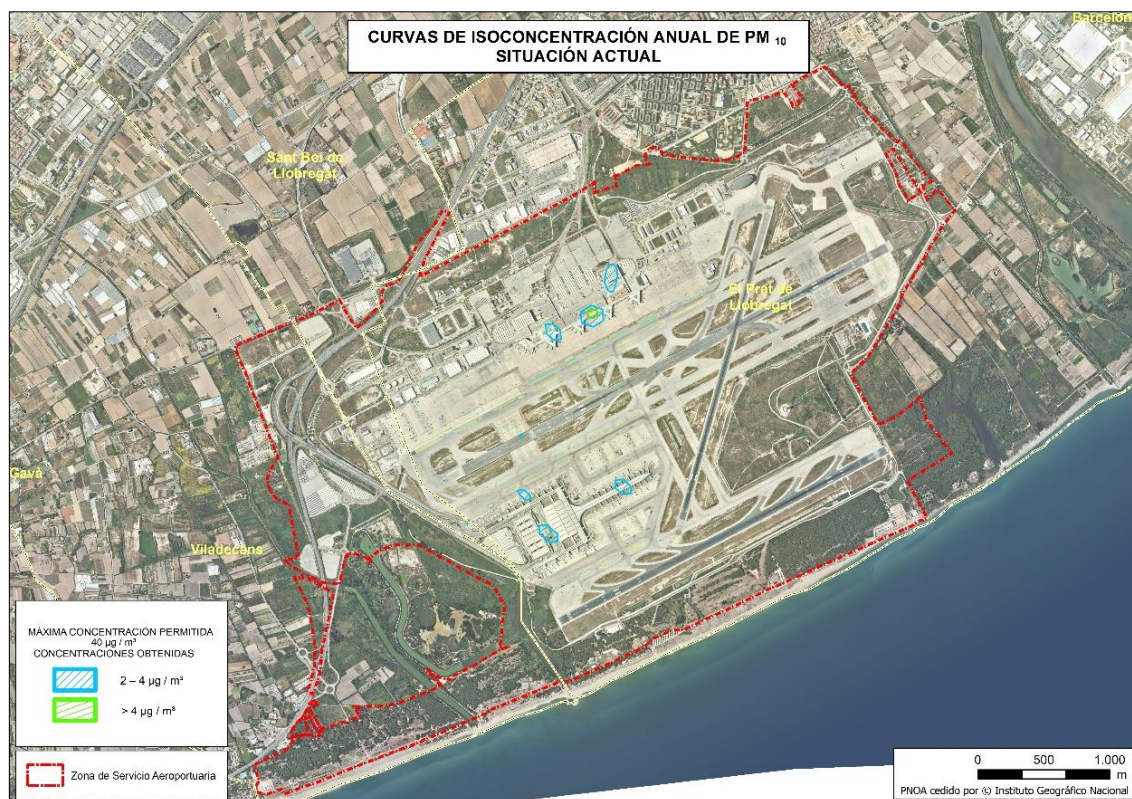 CURVAS DE ISOCONCENTRACIÓN ANUAL DE PM 10
SITUACIÓN ACTUAL
Barcelon
Sant Boi de
Llobregat
El Prat de
Llobregat
Gavà
Viladecans
MÁXIMA CONCENTRACIÓN PERMITIDA
40 µg / m³
CONCENTRACIONES OBTENIDAS
2 – 4 µg / m³
> 4 µg / m³
Zona de Servicio Aeroportuaria
0 500 1.000
m
PNOA cedido por © Instituto Geográfico Nacional